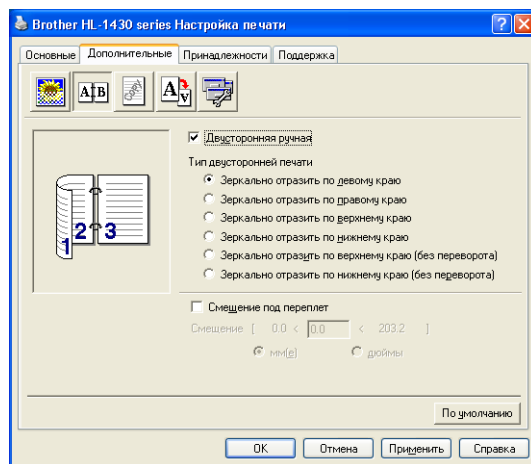 Brother HL-1430 series Настройка печати
Основные Дополнительные Принадлежности Поддержка
A B
A A
Двусторонняя ручная
Тип двусторонней печати
Зеркально отразить по левому краю
Зеркально отразить по правому краю
Зеркально отразить по верхнему краю
Зеркально отразить по нижнему краю
Зеркально отразить по верхнему краю (без переворота)
Зеркально отразить по нижнему краю (без переворота)
1 2 3
Смещение под переплет
Смещение [ 0.0 < 0.0 < 203.2 ]
мм(е) дюймы
По умолчанию
OK Отмена Применить Справка